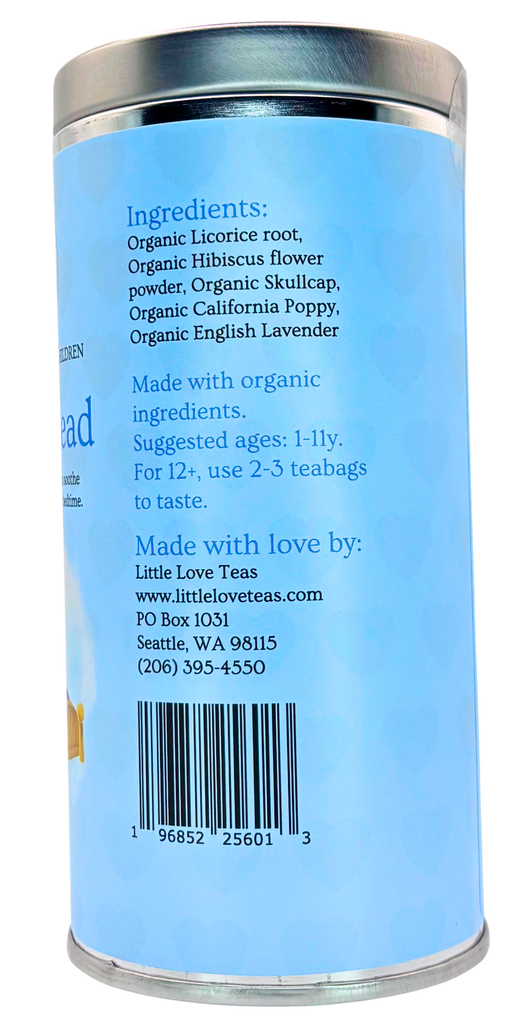 Ingredients:
Organic Licorice root,
Organic Hibiscus flower
powder, Organic Skullcap,
Organic California Poppy,
Organic English Lavender
Made with organic
ingredients.
Suggested ages: 1-11y.
For 12+, use 2-3 teabags
to taste.
Made with love by:
Little Love Teas
www.littleloveteas.com
PO Box 1031
Seattle, WA 98115
(206) 395-4550
1 96852 25601 3